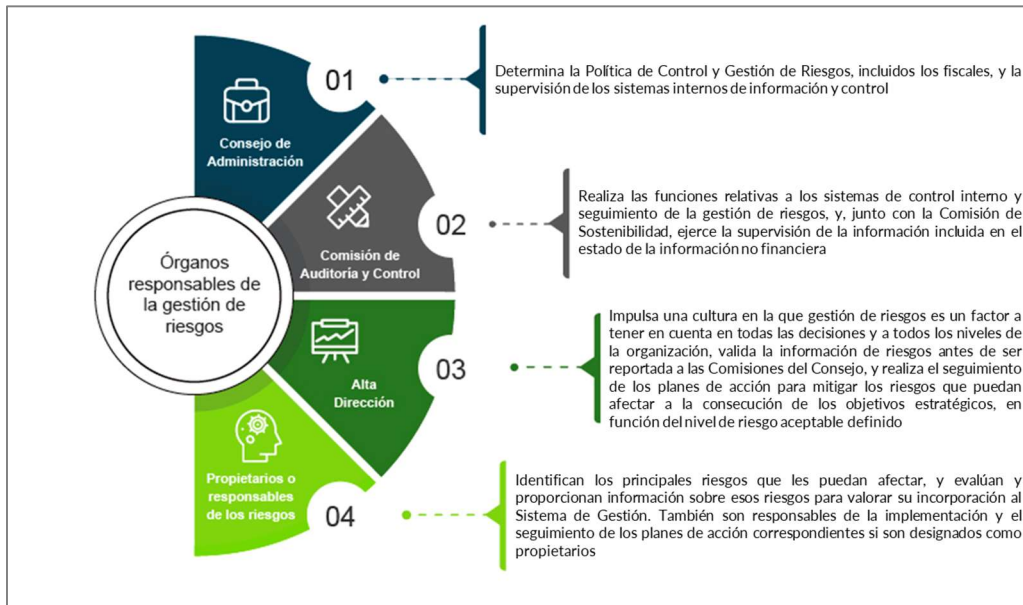 Órganos
responsables de
la gestión de
riesgos
01
Consejo de
Administración
Determina la Política de Control y Gestión de Riesgos, incluidos los fiscales, y la
supervisión de los sistemas internos de información y control
02
Comisión de
Auditoría y Control
Realiza las funciones relativas a los sistemas de control interno y
seguimiento de la gestión de riesgos, y, junto con la Comisión de
Sostenibilidad, ejerce la supervisión de la información incluida en el
estado de la información no financiera
03
Alta
Dirección
Impulsa una cultura en la que gestión de riesgos es un factor a
tener en cuenta en todas las decisiones y a todos los niveles de
la organización, valida la información de riesgos antes de ser
reportada a las Comisiones del Consejo, y realiza el seguimiento
de los planes de acción para mitigar los riesgos que puedan
afectar a la consecución de los objetivos estratégicos, en
función del nivel de riesgo aceptable definido
04
Propietarios o
responsables
de los riesgos
Identifican los principales riesgos que les puedan afectar, y evalúan y
proporcionan información sobre esos riesgos para valorar su incorporación al
Sistema de Gestión. También son responsables de la implementación y el
seguimiento de los planes de acción correspondientes si son designados como
propietarios